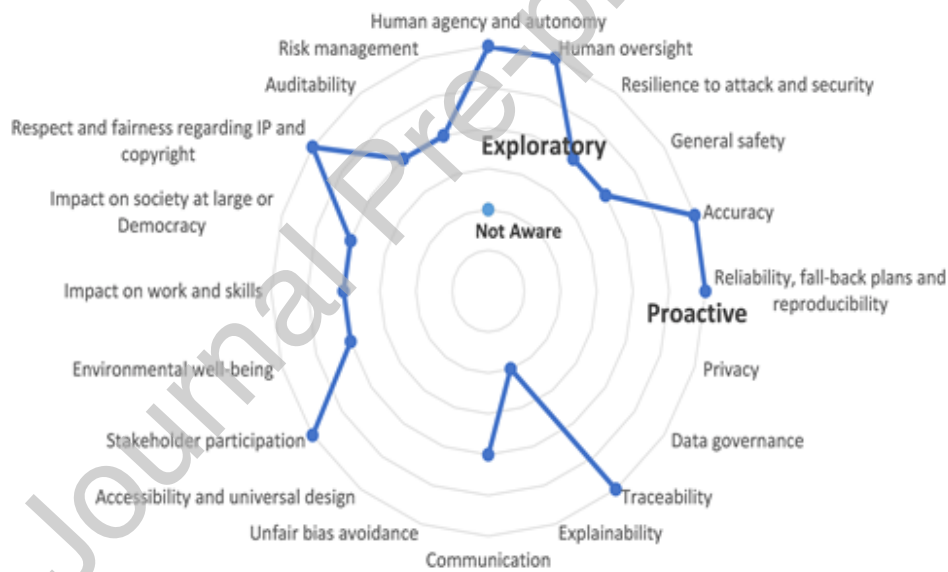 Human agency and autonomy
Risk management
Human oversight
Auditability
Resilience to attack and security
Respect and fairness regarding IP and
copyright
Exploratory
General safety
Impact on society at large or
Democracy
Accuracy
Not Aware
Impact on work and skills
Reliability, fall-back plans and
reproducibility
Proactive
Environmental well-being
Privacy
Stakeholder participation
Data governance
Accessibility and universal design
Traceability
Unfair bias avoidance
Explainability
Communication
Journal Pre-p